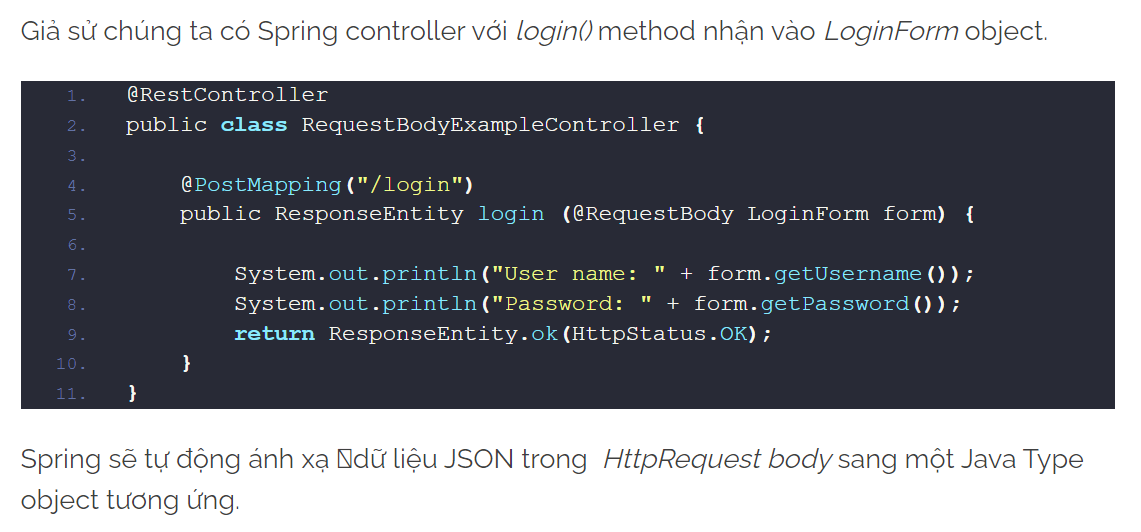 Giả sử chúng ta có Spring controller với login() method nhận vào LoginForm object.
1. @RestController
2. public class RequestBodyExampleController {
3.
4. @PostMapping("/login")
5. public ResponseEntity login (@RequestBody LoginForm form) {
6.
7. System.out.println("User name: " + form.getUsername());
8. System.out.println("Password: " + form.getPassword());
9. return ResponseEntity.ok(HttpStatus.OK);
10. }
11. }
Spring sẽ tự động ánh xạ dữ liệu JSON trong HttpRequest body sang một Java Type
object tương ứng.